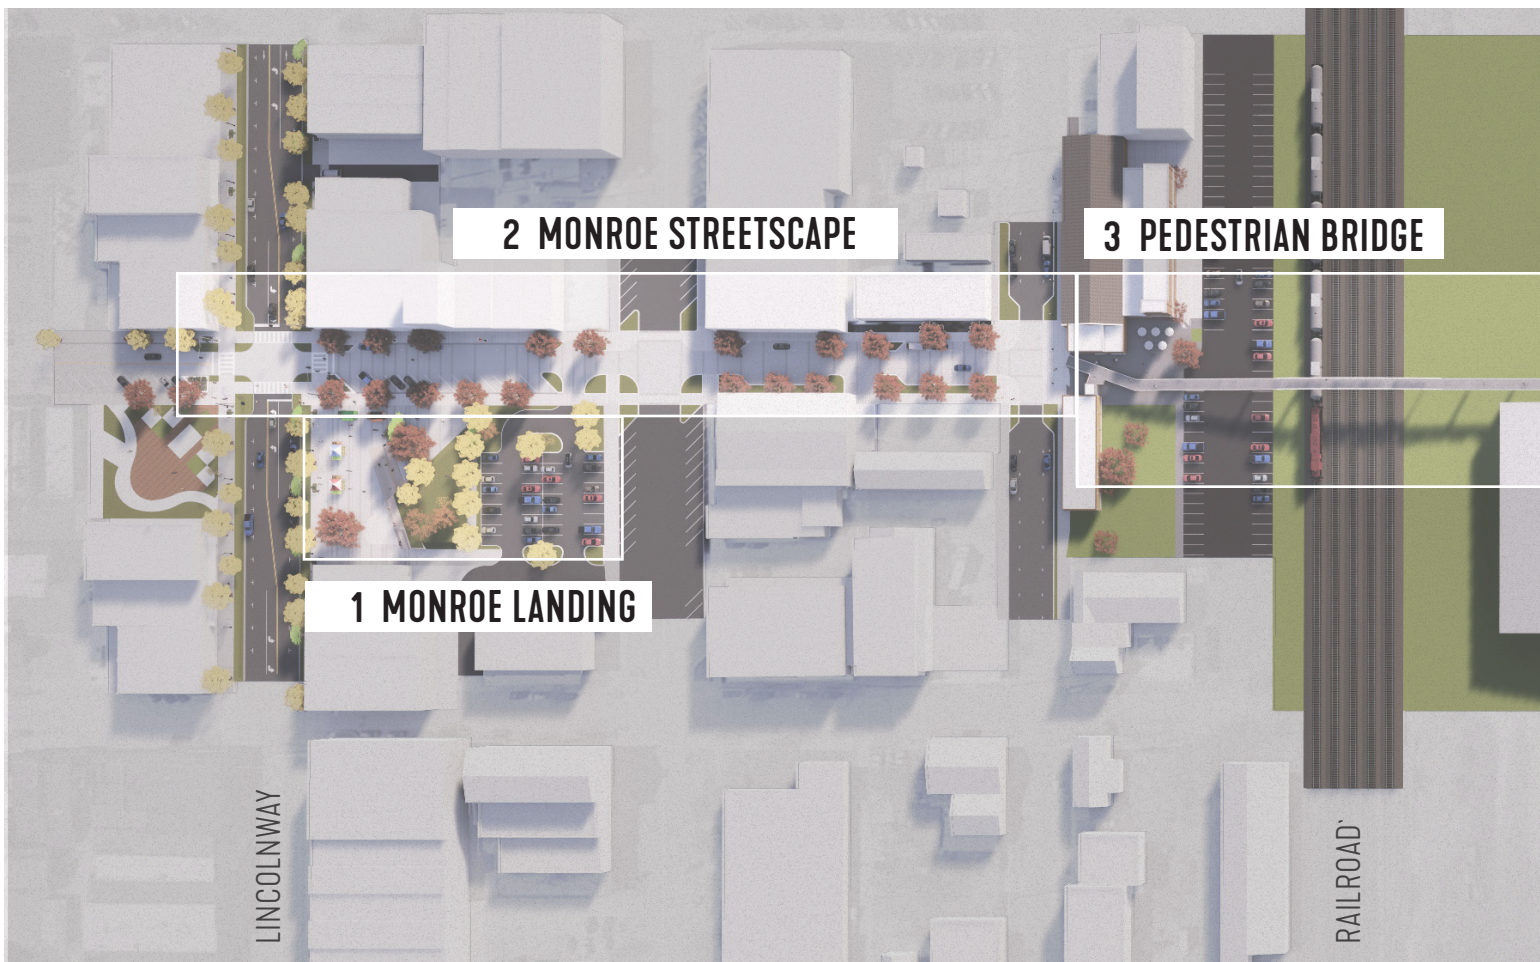 2 MONROE STREETSCAPE
3 PEDESTRIAN BRIDGE
1 MONROE LANDING
LINCOLNWAY
RAILROAD`